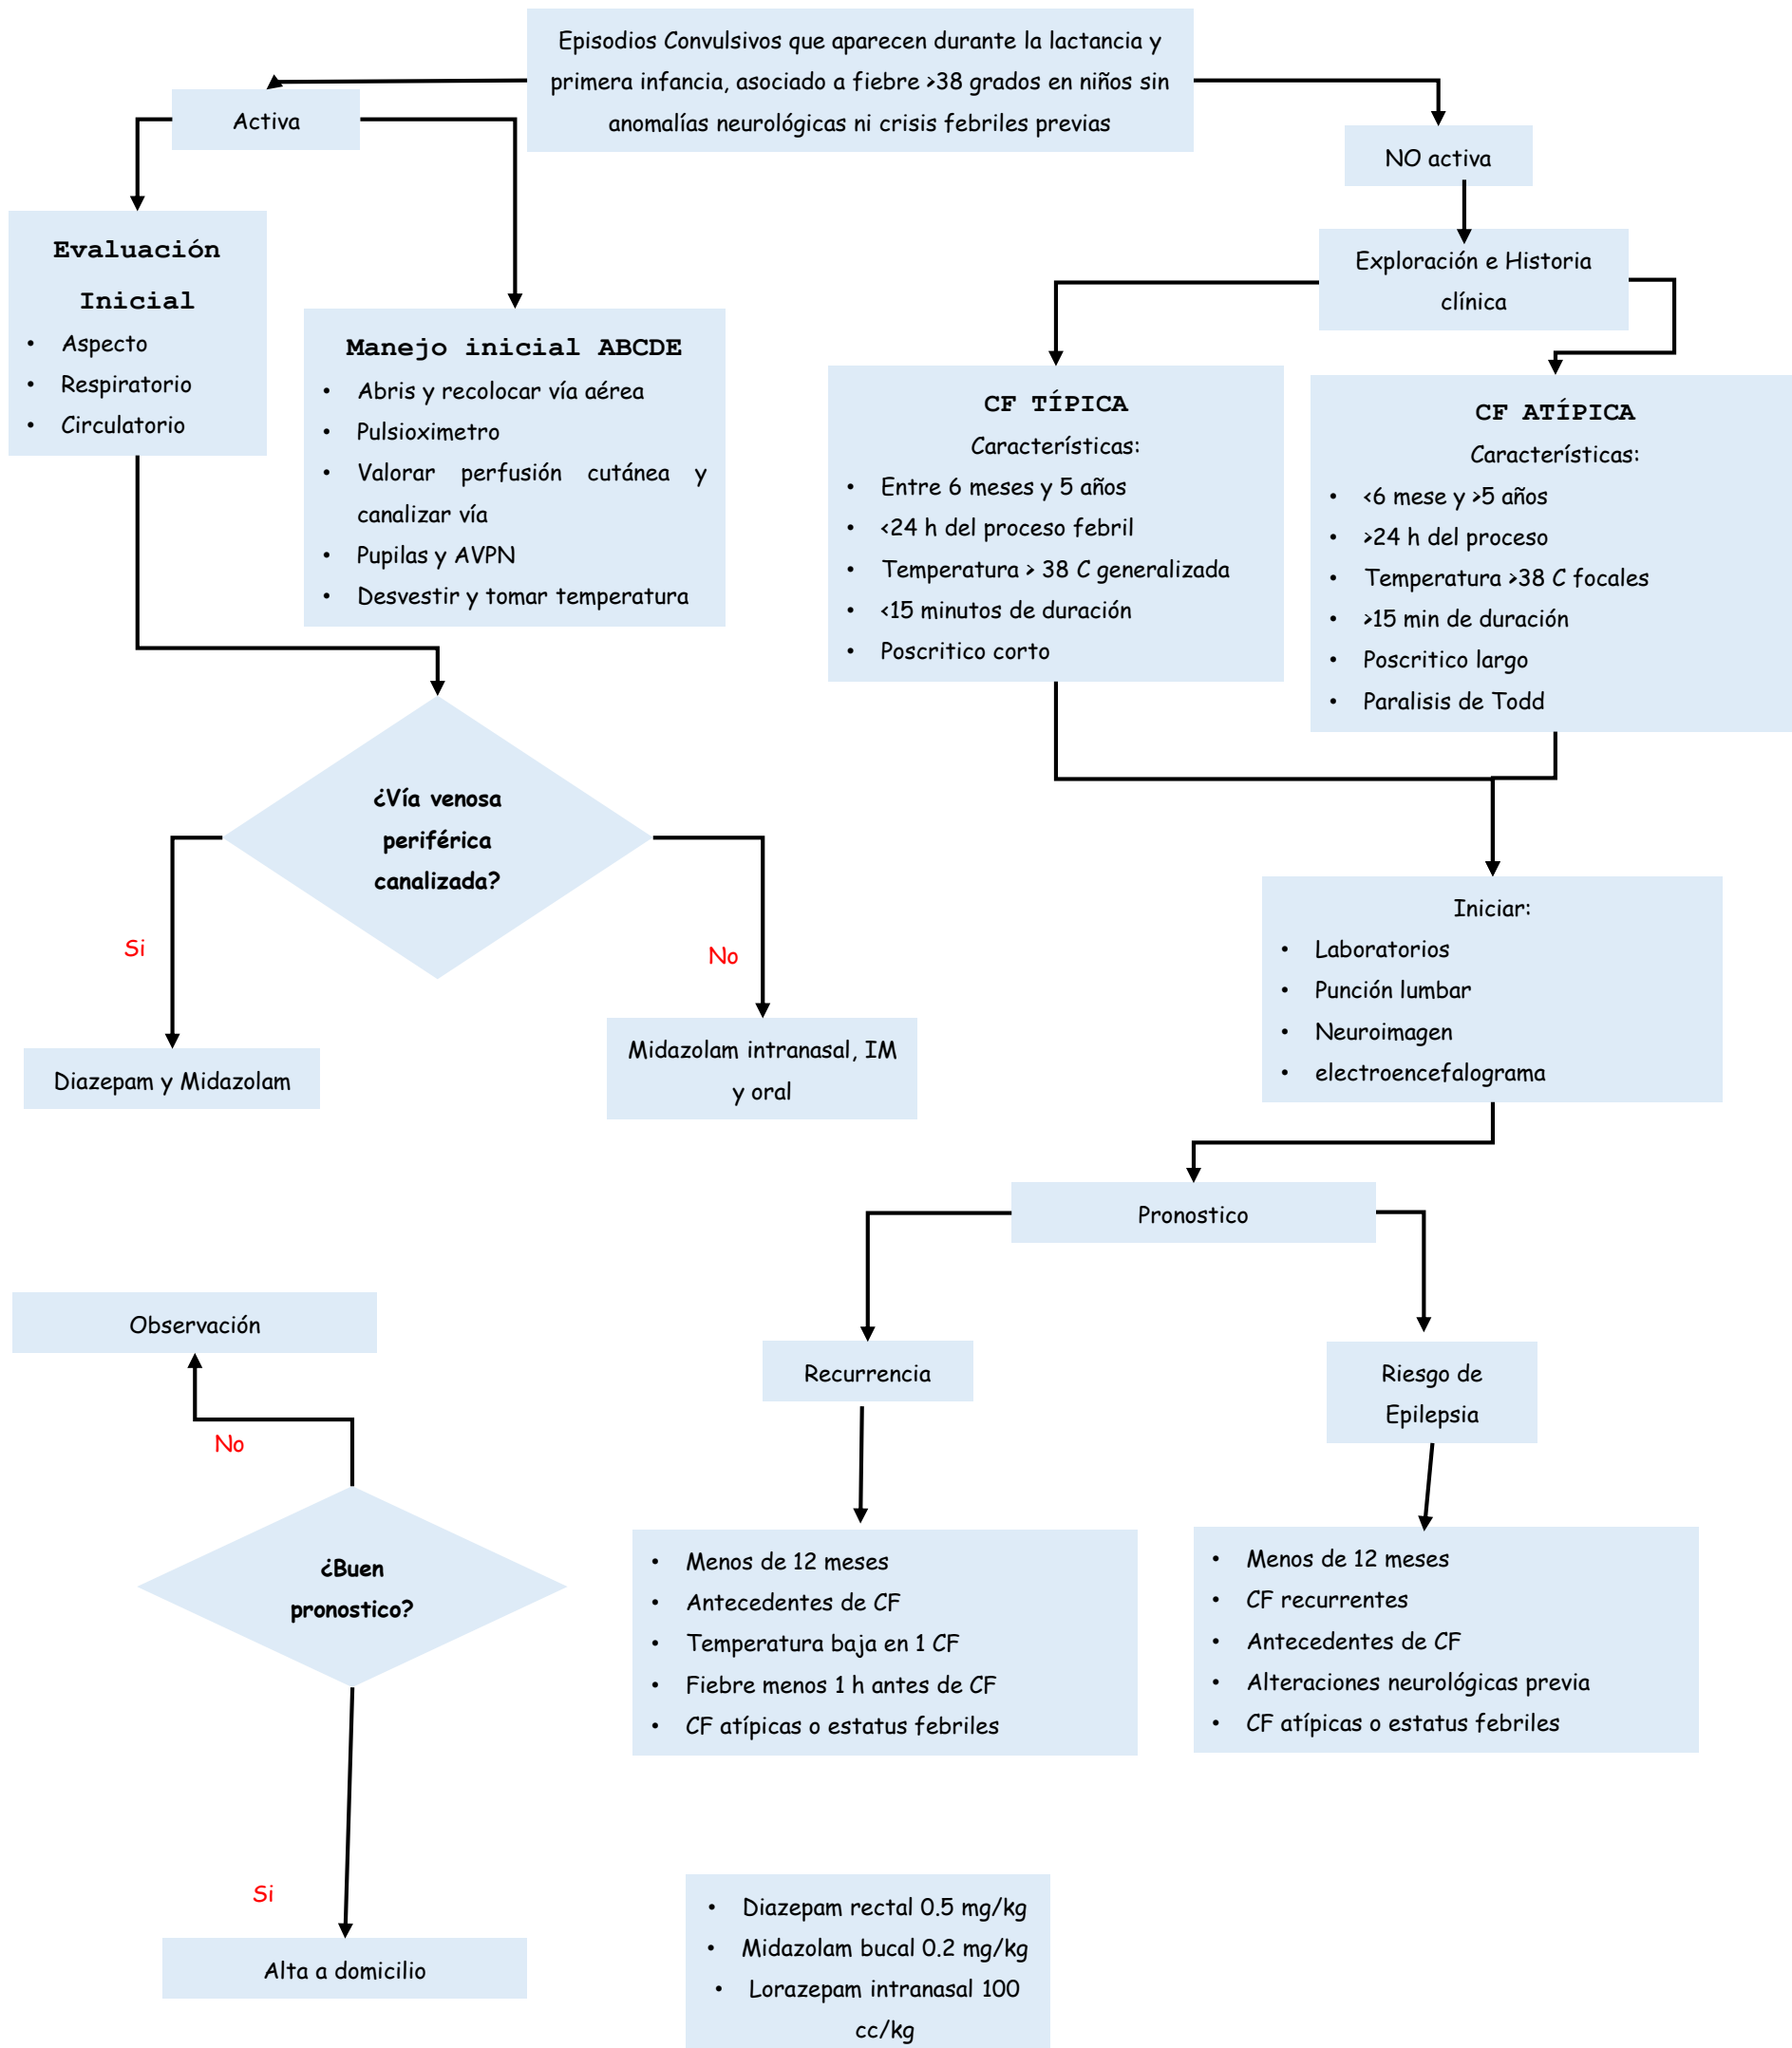 Episodios Convulsivos que aparecen durante la lactancia y
primera infancia, asociado a fiebre >38 grados en niños sin
anomalías neurológicas ni crisis febriles previas
Activa
NO activa
Evaluación
Inicial
• Aspecto
• Respiratorio
• Circulatorio
Manejo inicial ABCDE
• Abris y recolocar vía aérea
• Pulsioximetro
• Valorar perfusión cutánea y
canalizar vía
• Pupilas y AVPN
• Desvestir y tomar temperatura
Exploración e Historia
clínica
CF TÍPICA
Características:
• Entre 6 meses y 5 años
• <24 h del proceso febril
• Temperatura > 38 C generalizada
• <15 minutos de duración
• Poscritico corto
CF ATÍPICA
Características:
• <6 mese y >5 años
• >24 h del proceso
• Temperatura >38 C focales
• >15 min de duración
• Poscritico largo
• Paralisis de Todd
¿Vía venosa
periférica
canalizada?
Si
No
Diazepam y Midazolam
Midazolam intranasal, IM
y oral
Iniciar:
• Laboratorios
• Punción lumbar
• Neuroimagen
• electroencefalograma
Pronostico
Recurrencia
Riesgo de
Epilepsia
• Menos de 12 meses
• Antecedentes de CF
• Temperatura baja en 1 CF
• Fiebre menos 1 h antes de CF
• CF atípicas o estatus febriles
• Menos de 12 meses
• CF recurrentes
• Antecedentes de CF
• Alteraciones neurológicas previa
• CF atípicas o estatus febriles
Observación
No
¿Buen
pronostico?
Si
Alta a domicilio
• Diazepam rectal 0.5 mg/kg
• Midazolam bucal 0.2 mg/kg
• Lorazepam intranasal 100
cc/kg